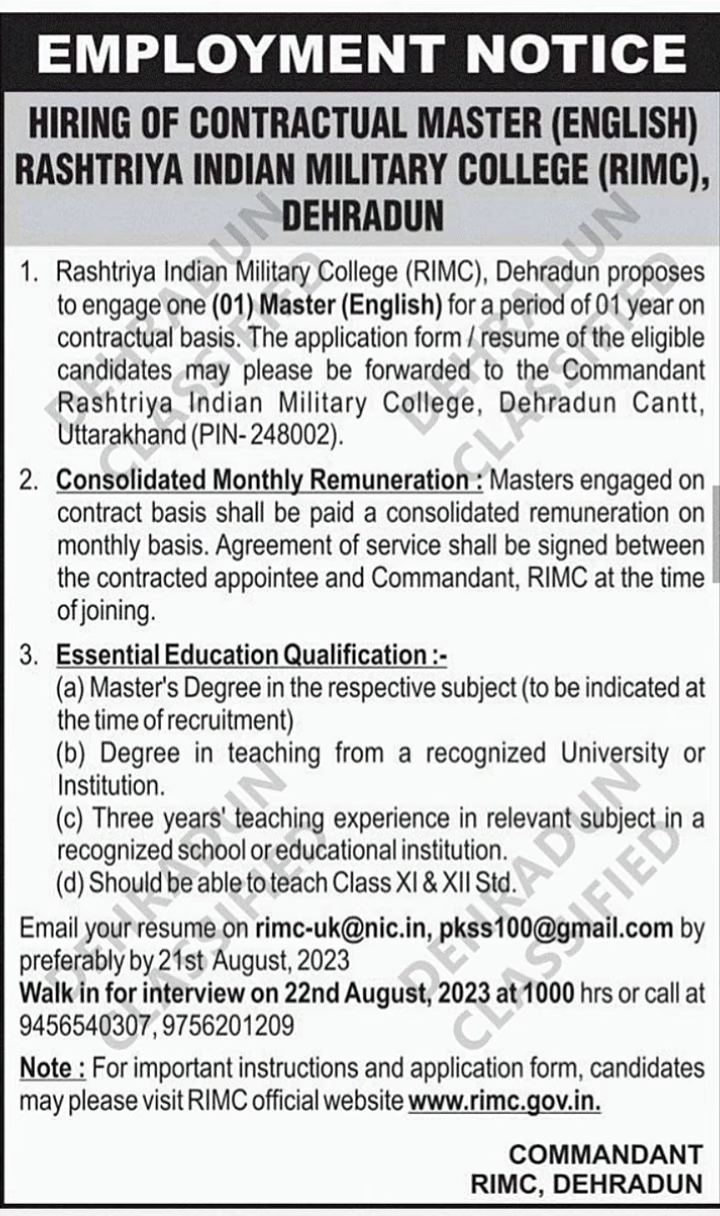 EMPLOYMENT NOTICE
HIRING OF CONTRACTUAL MASTER (ENGLISH)
RASHTRIYA INDIAN MILITARY COLLEGE (RIMC),
DEHRADUN
1. Rashtriya Indian Military College (RIMC), Dehradun proposes
to engage one (01) Master (English) for a period of 01 year on
contractual basis. The application form / resume of the eligible
candidates may please be forwarded to the Commandant
Rashtriya Indian Military College, Dehradun Cantt,
Uttarakhand (PIN- 248002).
2. Consolidated Monthly Remuneration : Masters engaged on
contract basis shall be paid a consolidated remuneration on
monthly basis. Agreement of service shall be signed between
the contracted appointee and Commandant, RIMC at the time
of joining.
3. Essential Education Qualification :-
(a) Master's Degree in the respective subject (to be indicated at
the time of recruitment)
(b) Degree in teaching from a recognized University or
Institution.
(c) Three years' teaching experience in relevant subject in a
recognized school or educational institution.
(d) Should be able to teach Class XI & XII Std.
Email your resume on rimc-uk@nic.in, pkss100@gmail.com by
preferably by 21st August, 2023
Walk in for interview on 22nd August, 2023 at 1000 hrs or call at
9456540307, 9756201209
Note : For important instructions and application form, candidates
may please visit RIMC official website www.rimc.gov.in.
COMMANDANT
RIMC, DEHRADUN
DEHRADUN
CLASSIFIED
DEHRADUN
CLASSIFIED
DEHRADUN
CLASSIFIED
DEHRADUN
CLASSIFIED